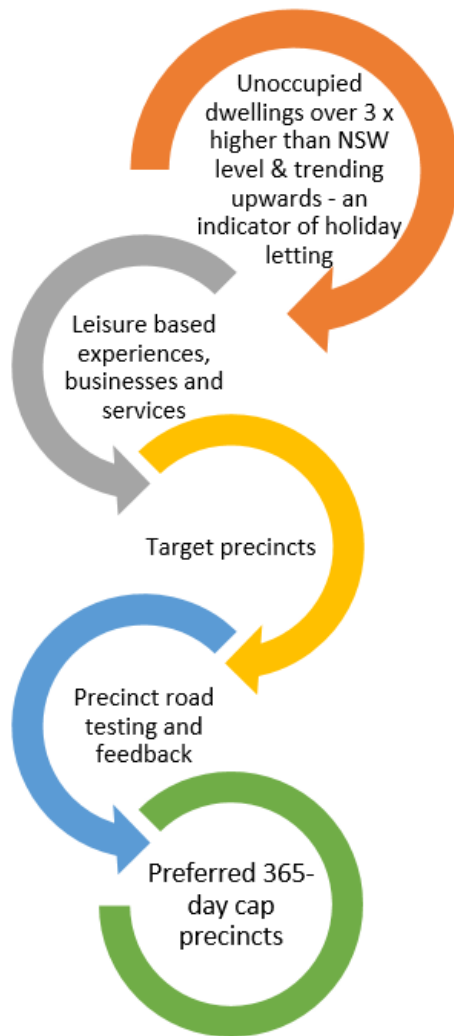 Unoccupied
dwellings over 3 x
higher than NSW
level & trending
upwards - an
indicator of holiday
letting
Leisure based
experiences,
businesses and
services
Target precincts
Precinct road
testing and
feedback
Preferred 365-
day cap
precincts